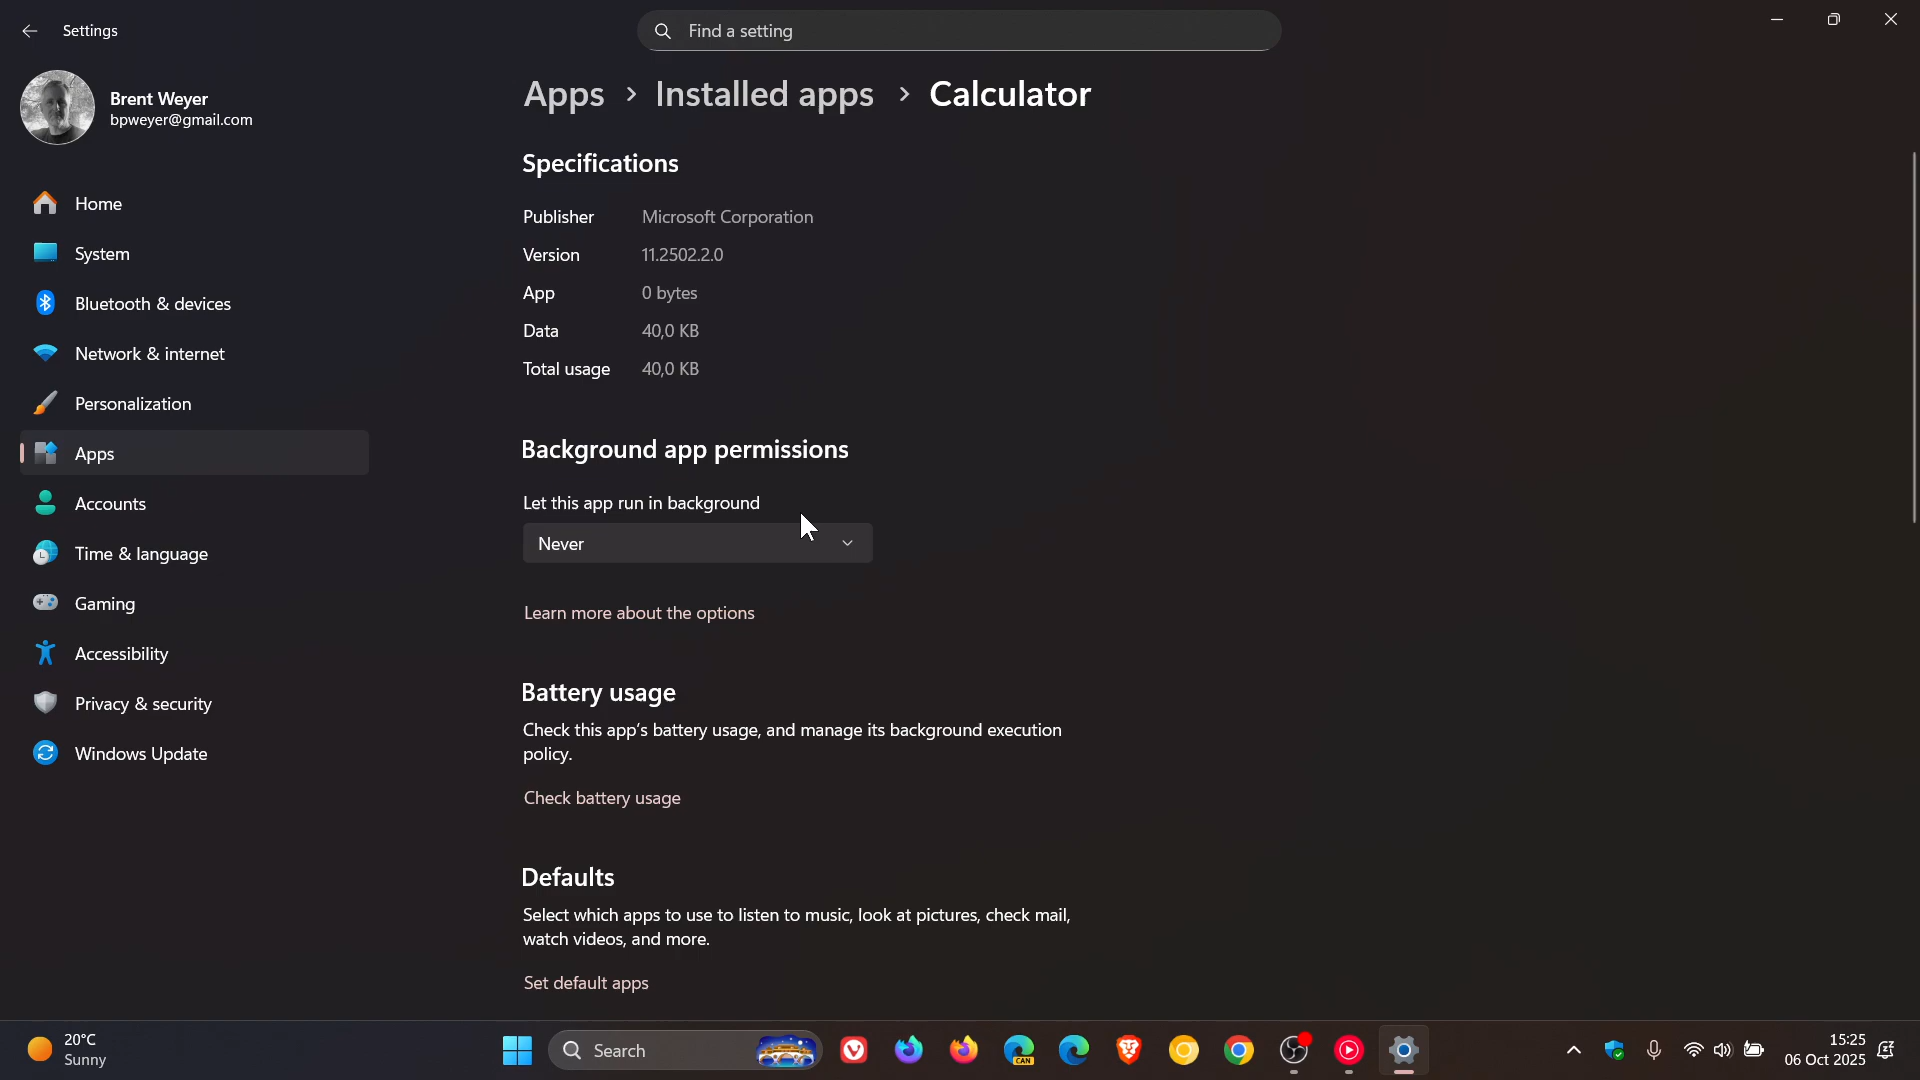 Settings
Find a setting
Brent Weyer
bpweyer@gmail.com
Home
System
Bluetooth & devices
Network & internet
Personalization
Apps
Accounts
Time & language
Gaming
Accessibility
Privacy & security
Windows Update
Apps > Installed apps > Calculator
Specifications
Publisher Microsoft Corporation
Version 11.2502.2.0
App 0 bytes
Data 40,0 KB
Total usage 40,0 KB
Background app permissions
Let this app run in background
Never
Learn more about the options
Battery usage
Check this app's battery usage, and manage its background execution
policy.
Check battery usage
Defaults
Select which apps to use to listen to music, look at pictures, check mail,
watch videos, and more.
Set default apps
20°C
Sunny
Search
CAN
15:25
06 Oct 2025